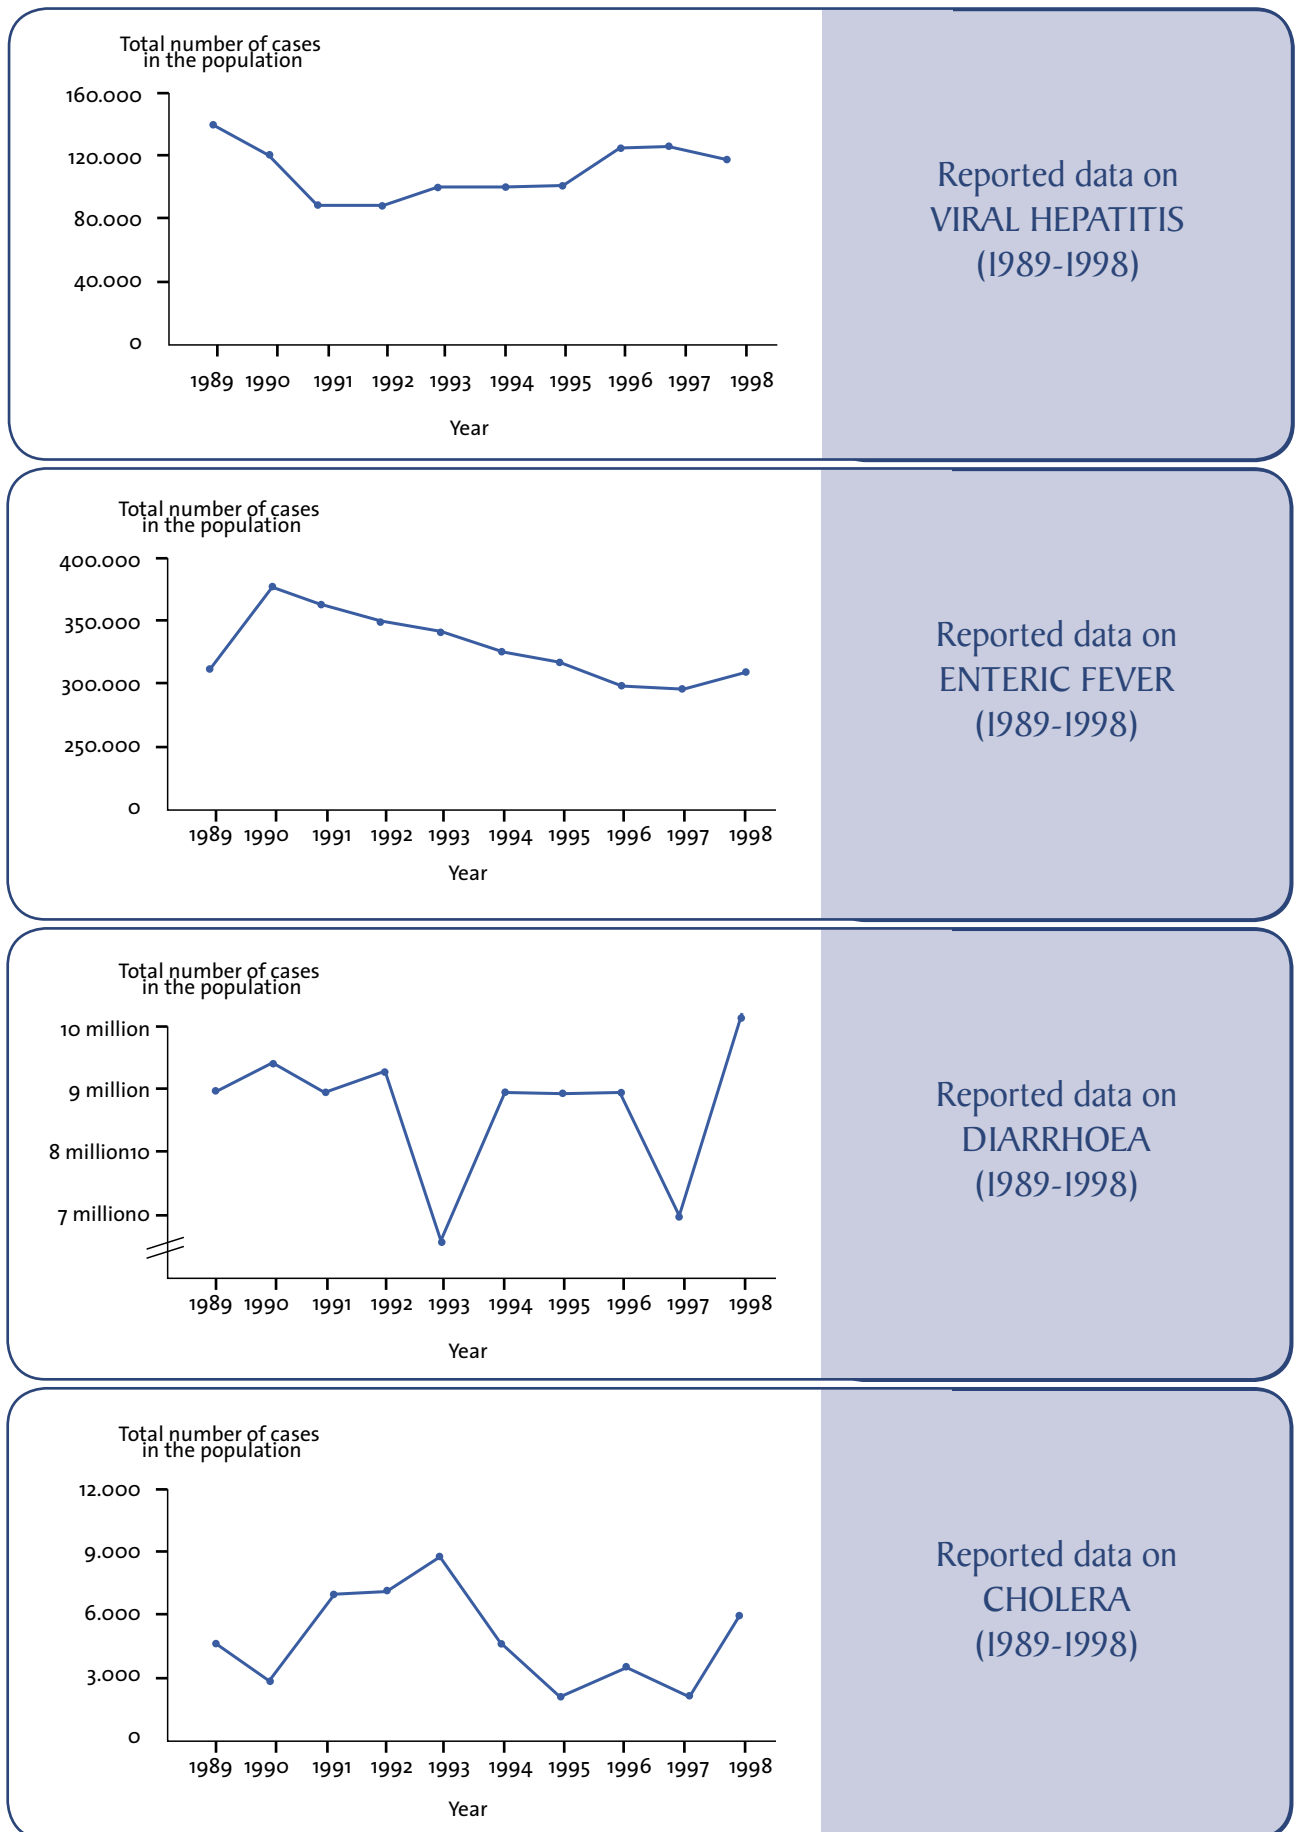 Total number of cases
in the population
160.000
120.000
80.000
40.000
0
1989 1990 1991 1992 1993 1994 1995 1996 1997 1998
Year
Reported data on
VIRAL HEPATITIS
(1989-1998)
Total number of cases
in the population
400.000
350.000
300.000
250.000
0
1989 1990 1991 1992 1993 1994 1995 1996 1997 1998
Year
Reported data on
ENTERIC FEVER
(1989-1998)
Total number of cases
in the population
10 million
9 million
8 million10
7 million0
1989 1990 1991 1992 1993 1994 1995 1996 1997 1998
Year
Reported data on
DIARRHOEA
(1989-1998)
Total number of cases
in the population
12.000
9.000
6.000
3.000
0
1989 1990 1991 1992 1993 1994 1995 1996 1997 1998
Year
Reported data on
CHOLERA
(1989-1998)